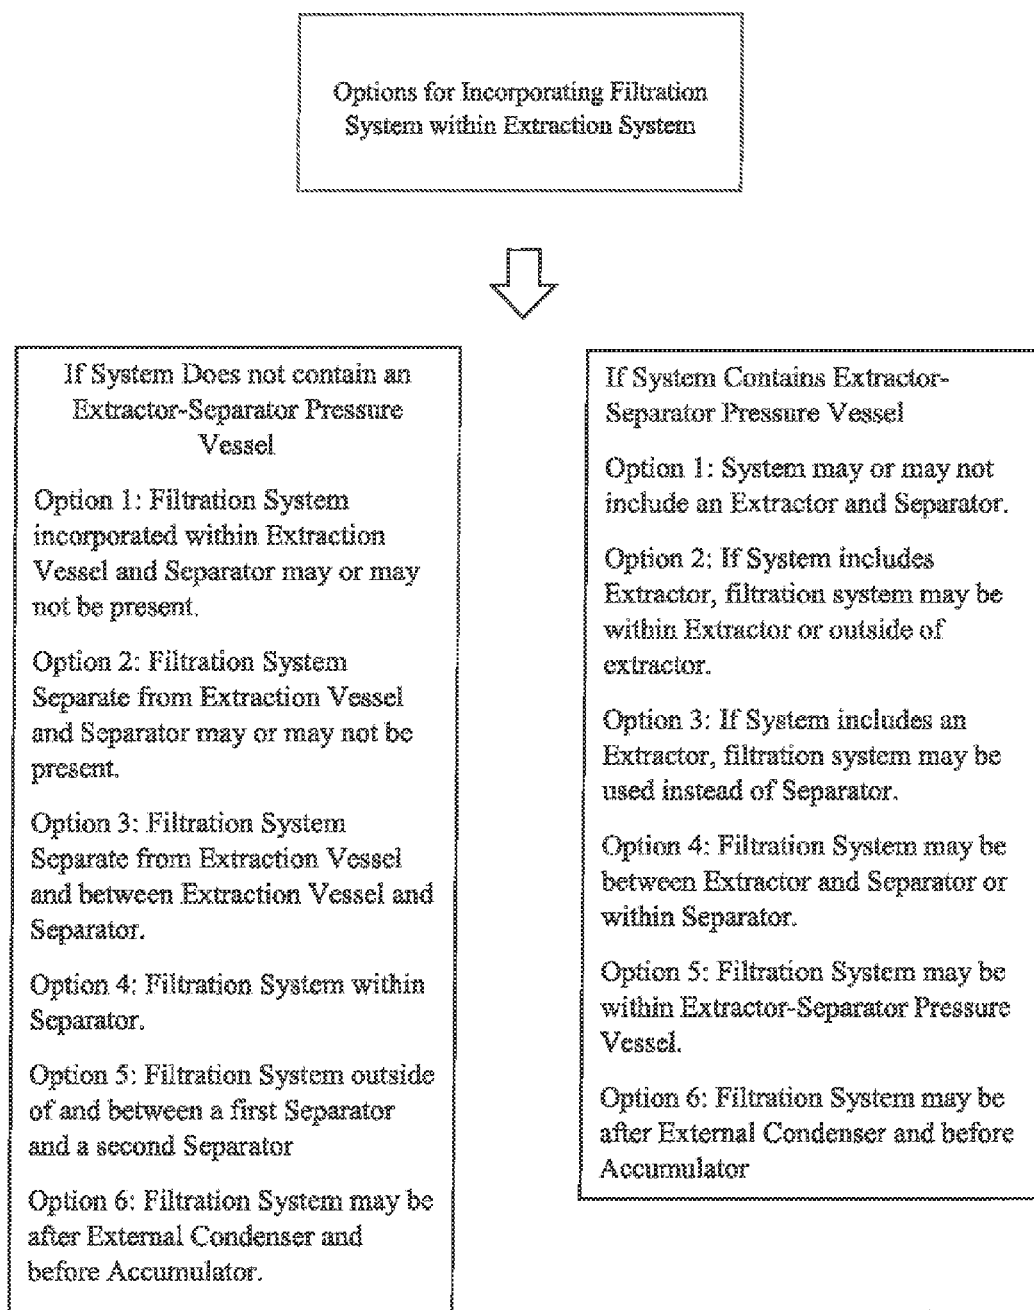 Options for Incorporating Filtration
System within Extraction System
If System Does not contain an
Extractor-Separator Pressure
Vessel
Option 1: Filtration System
incorporated within Extraction
Vessel and Separator may or may
not be present.
Option 2: Filtration System
Separate from Extraction Vessel
and Separator may or may not be
present.
Option 3: Filtration System
Separate from Extraction Vessel
and between Extraction Vessel and
Separator.
Option 4: Filtration System within
Separator.
Option 5: Filtration System outside
of and between a first Separator
and a second Separator
Option 6: Filtration System may be
after External Condenser and
before Accumulator.
If System Contains Extractor-
Separator Pressure Vessel
Option 1: System may or may not
include an Extractor and Separator.
Option 2: If System includes
Extractor, filtration system may be
within Extractor or outside of
extractor.
Option 3: If System includes an
Extractor, filtration system may be
used instead of Separator.
Option 4: Filtration System may be
between Extractor and Separator or
within Separator.
Option 5: Filtration System may be
within Extractor-Separator Pressure
Vessel.
Option 6: Filtration System may be
after External Condenser and before
Accumulator